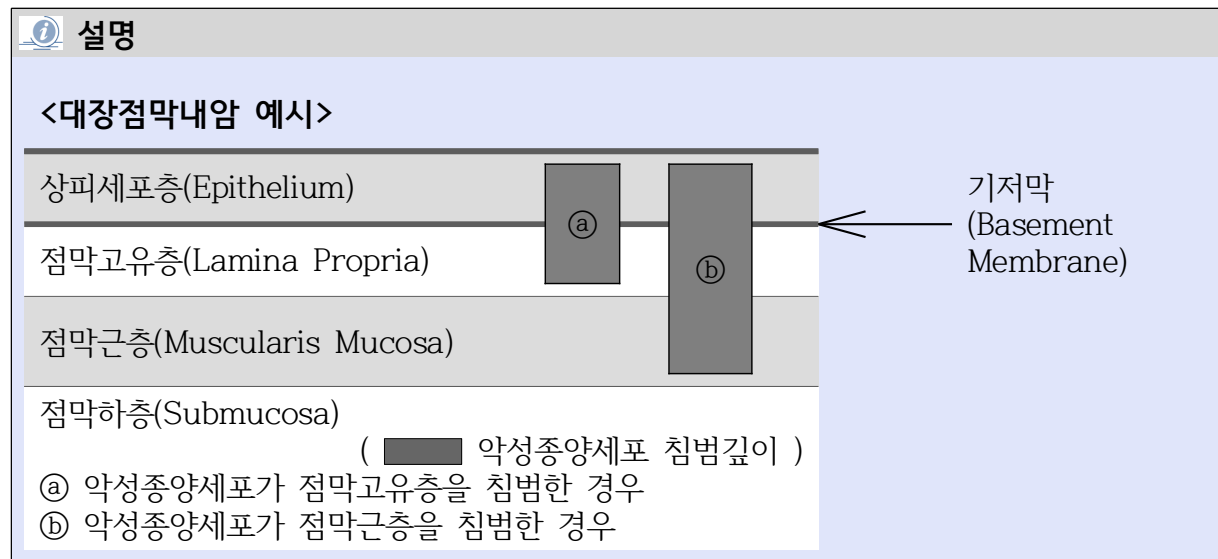 설명
<대장점막내암 예시>
상피세포층(Epithelium)
ⓐ
기저막
(Basement
Membrane)
점막고유층(Lamina Propria)
ⓑ
점막근층(Muscularis Mucosa)
점막하층(Submucosa)
( 악성종양세포 침범깊이 )
ⓐ 악성종양세포가 점막고유층을 침범한 경우
ⓑ 악성종양세포가 점막근층을 침범한 경우